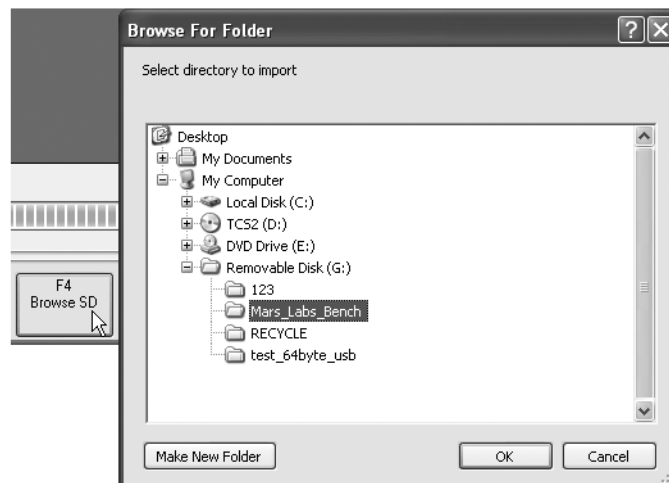 Browse For Folder
Select directory to import
Desktop
My Documents
My Computer
Local Disk (C:)
TCS2 (D:)
DVD Drive (E:)
Removable Disk (G:)
123
Mars_Labs_Bench
RECYCLE
test_64byte_usb
F4
Browse SD
Make New Folder
OK
Cancel